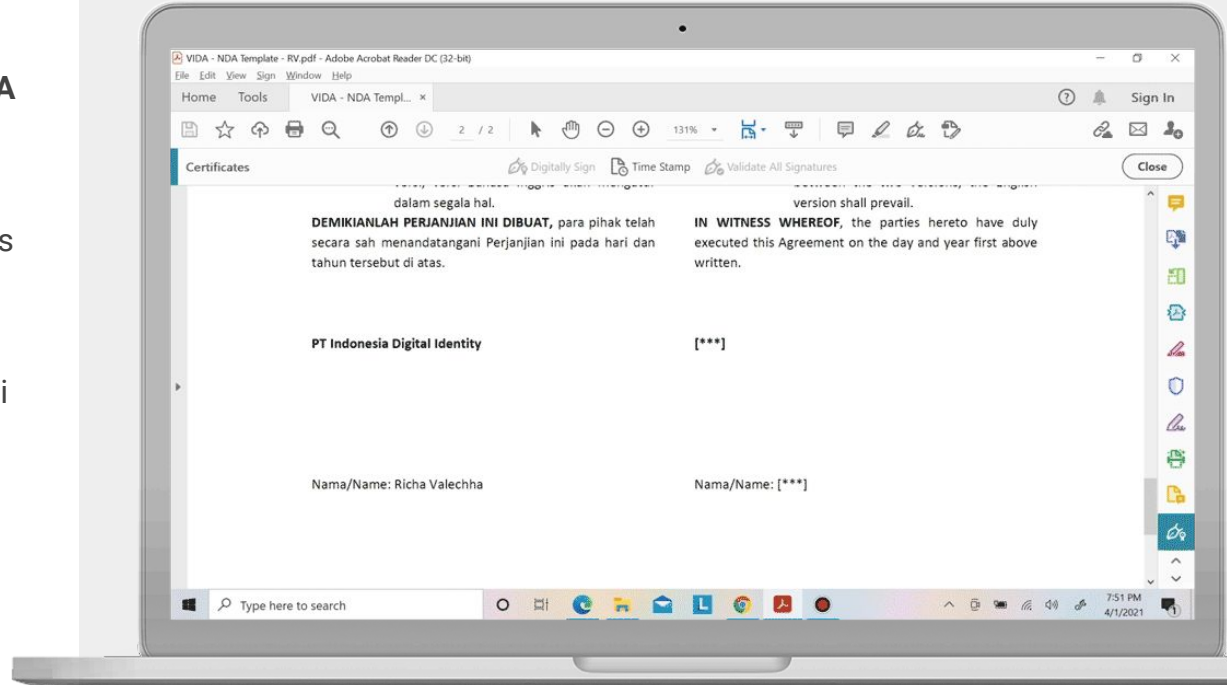 A
s
i
VIDA - NDA Template - RV.pdf - Adobe Acrobat Reader DC (32-bit)
File Edit View Sign Window Help
Home Tools VIDA - NDA Templ... × Sign In
2 / 2 131%
Certificates Digitally Sign Time Stamp Validate All Signatures Close
dalam segala hal.
DEMIKIANLAH PERJANJIAN INI DIBUAT, para pihak telah
secara sah menandatangani Perjanjian ini pada hari dan
tahun tersebut di atas.
version shall prevail.
IN WITNESS WHEREOF, the parties hereto have duly
executed this Agreement on the day and year first above
written.
PT Indonesia Digital Identity
[***]
Nama/Name: Richa Valechha
Nama/Name: [***]
Type here to search
7:51 PM
4/1/2021